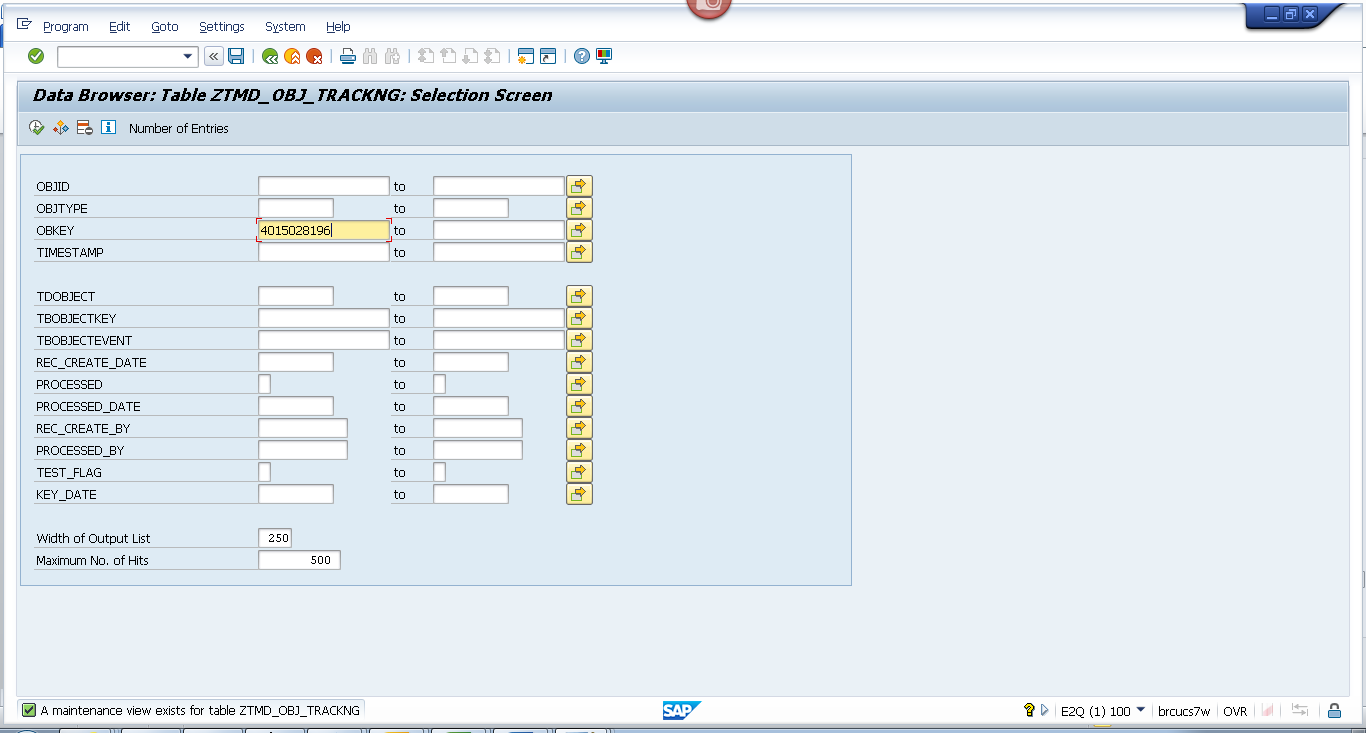 Program Edit Goto Settings System Help
Data Browser: Table ZTMD_OBJ_TRACKNG: Selection Screen
Number of Entries
OBJID to
OBJTYPE to
OBKEY 4015028196 to
TIMESTAMP to
TDOBJECT to
TBOBJECTKEY to
TBOBJECTEVENT to
REC_CREATE_DATE to
PROCESSED to
PROCESSED_DATE to
REC_CREATE_BY to
PROCESSED_BY to
TEST_FLAG to
KEY_DATE to
Width of Output List 250
Maximum No. of Hits 500
A maintenance view exists for table ZTMD_OBJ_TRACKNG SAP E2Q (1) 100 brcucs7w OVR